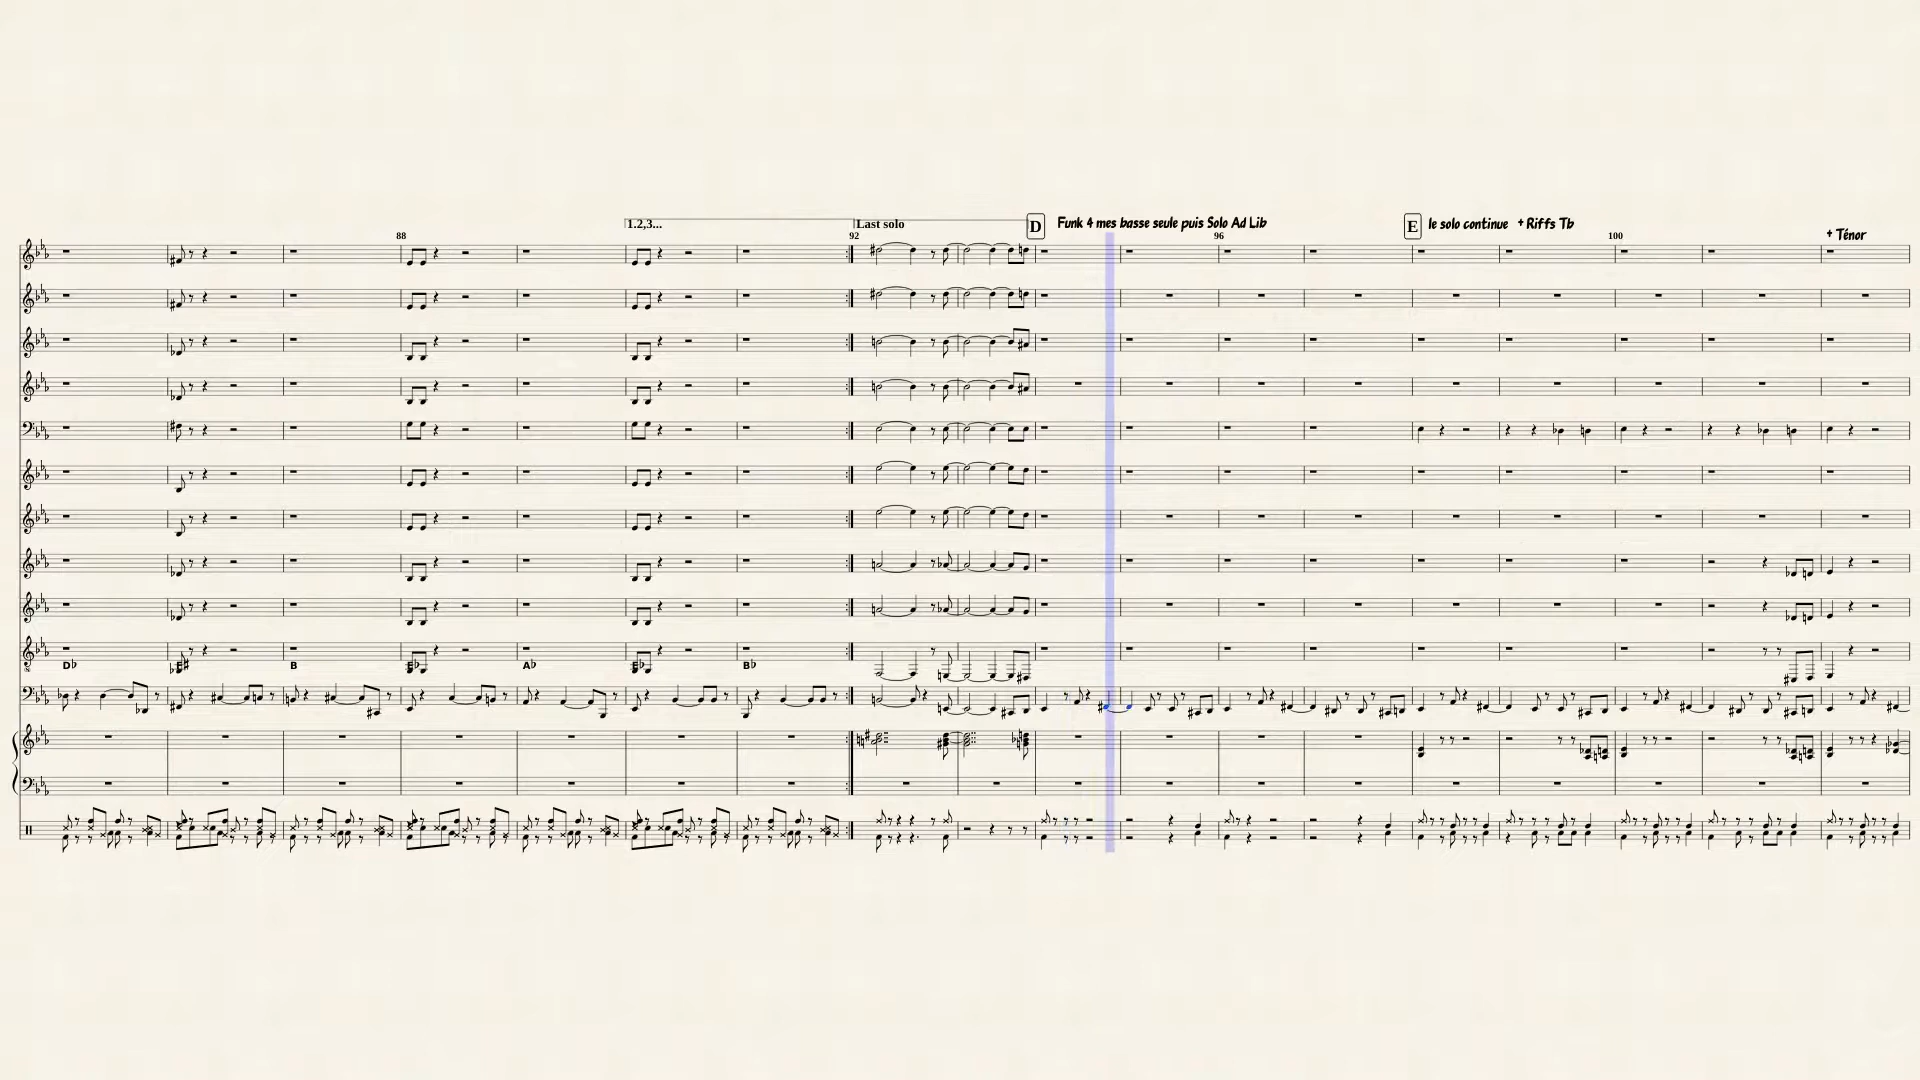 1.2,3...
Last solo
D Funk 4 mes basse seule puis Solo Ad Lib
E le solo continue + Riffs Tb
+ Ténor
88
92
96
100
D♭
B
E♭
A♭
E♭
B♭